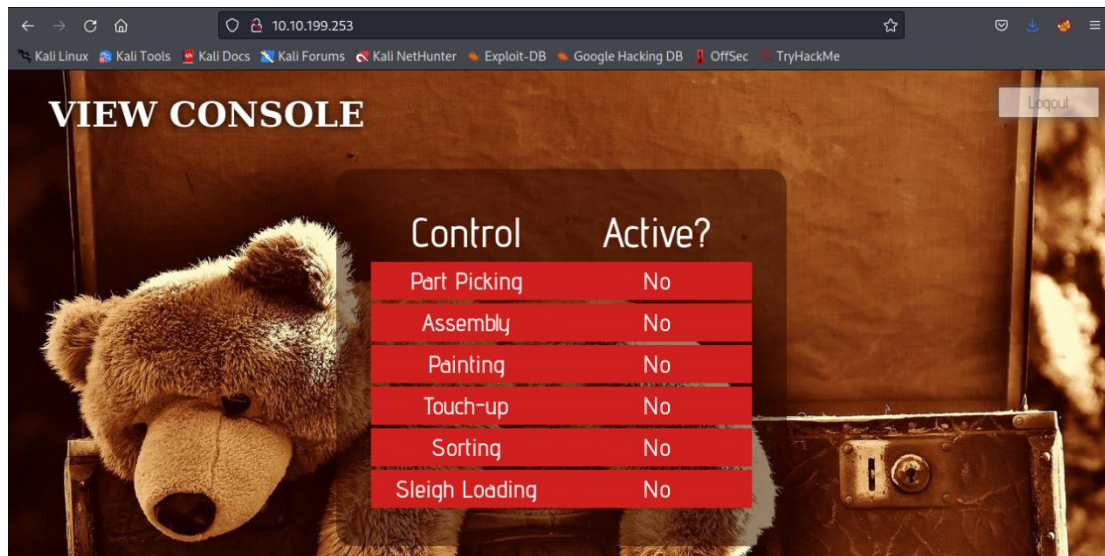 10.10.199.253
Kali Linux Kali Tools Kali Docs Kali Forums Kali NetHunter Exploit-DB Google Hacking DB OffSec TryHackMe
VIEW CONSOLE
Logout
Control Active?
Part Picking No
Assembly No
Painting No
Touch-up No
Sorting No
Sleigh Loading No